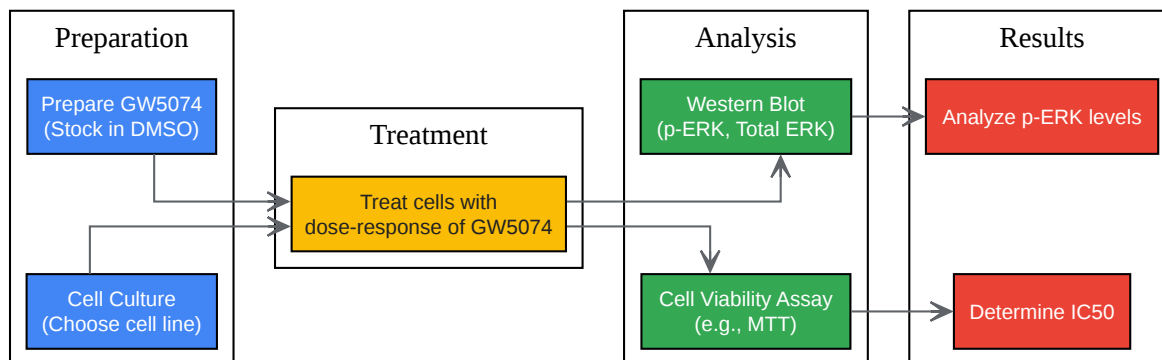 Preparation
Prepare GW5074
(Stock in DMSO)
Cell Culture
(Choose cell line)
Treatment
Treat cells with
dose-response of GW5074
Analysis
Western Blot
(p-ERK, Total ERK)
Cell Viability Assay
(e.g., MTT)
Results
Analyze p-ERK levels
Determine IC50